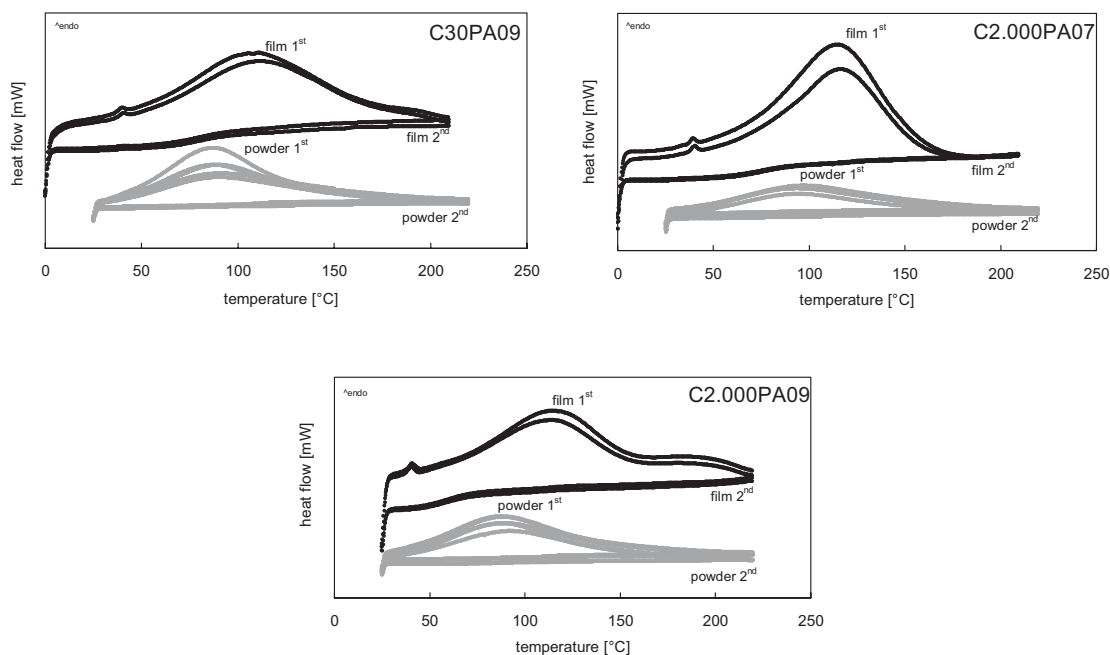 ^endo
C30PA09
film 1st
heat flow [mW]
film 2nd
powder 1st
powder 2nd
0 50 100 150 200 250
temperature [°C]
^endo
C2.000PA07
film 1st
heat flow [mW]
powder 1st
film 2nd
powder 2nd
0 50 100 150 200 250
temperature [°C]
^endo
C2.000PA09
film 1st
heat flow [mW]
film 2nd
powder 1st
powder 2nd
0 50 100 150 200 250
temperature [°C]